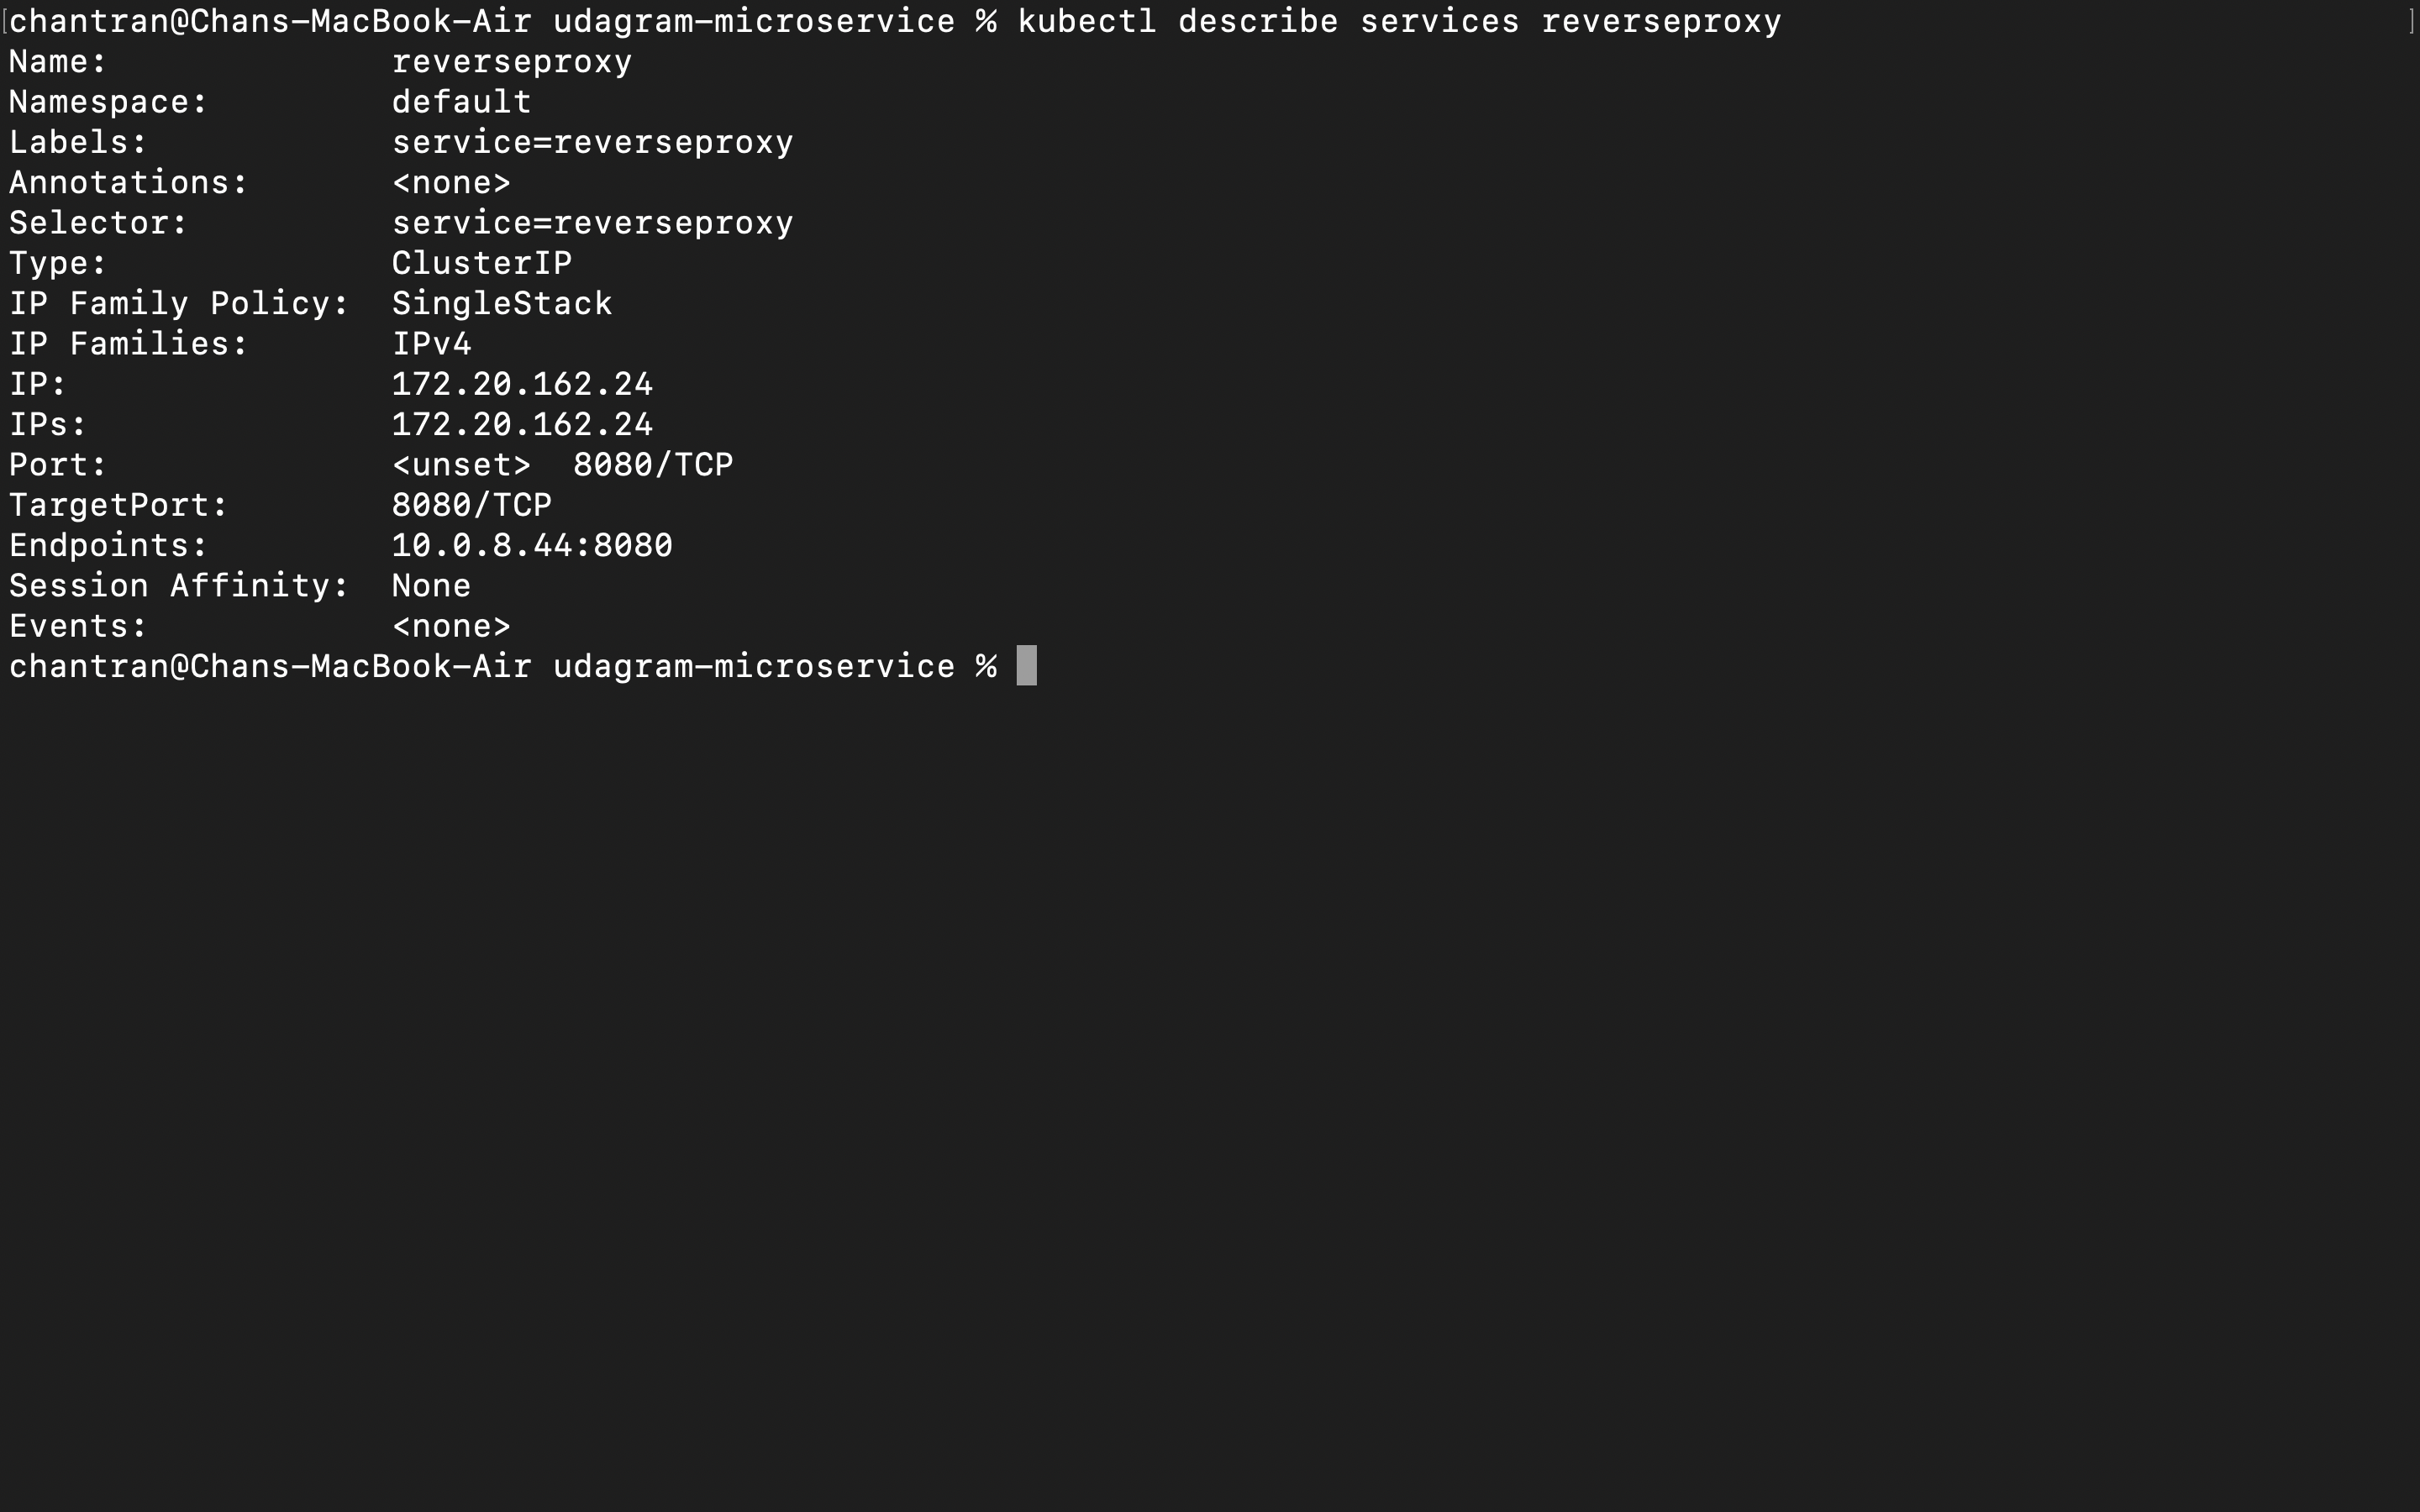 [chantran@Chans-MacBook-Air udagram-microservice % kubectl describe services reverseproxy ]
Name: reverseproxy
Namespace: default
Labels: service=reverseproxy
Annotations: <none>
Selector: service=reverseproxy
Type: ClusterIP
IP Family Policy: SingleStack
IP Families: IPv4
IP: 172.20.162.24
IPs: 172.20.162.24
Port: <unset> 8080/TCP
TargetPort: 8080/TCP
Endpoints: 10.0.8.44:8080
Session Affinity: None
Events: <none>
chantran@Chans-MacBook-Air udagram-microservice %